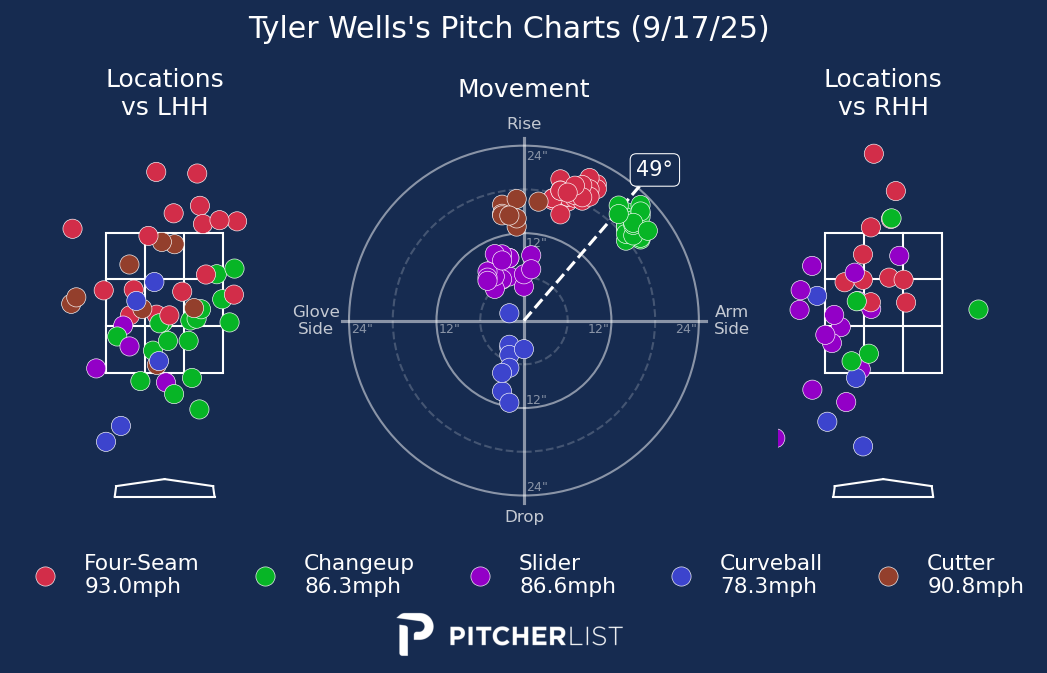 Tyler Wells's Pitch Charts (9/17/25)
Locations
vs LHH
Movement
Locations
vs RHH
Rise
24"
49°
12"
Glove
Side
24"
12"
12"
24"
Arm
Side
12"
24"
Drop
Four-Seam
93.0mph
Changeup
86.3mph
Slider
86.6mph
Curveball
78.3mph
Cutter
90.8mph
PITCHERLIST